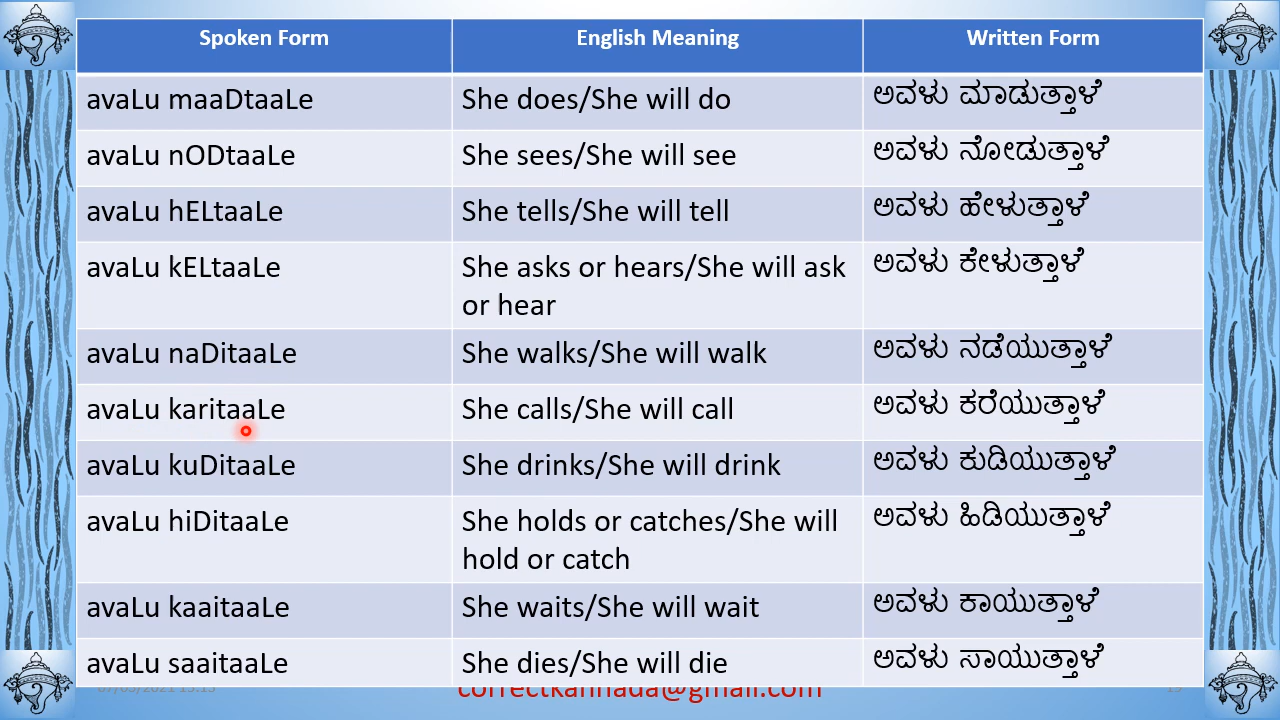 Spoken Form English Meaning Written Form
avaLu maaDtaaLe She does/She will do ಅವಳು ಮಾಡುತ್ತಾಳೆ
avaLu nODtaaLe She sees/She will see ಅವಳು ನೋಡುತ್ತಾಳೆ
avaLu hELtaaLe She tells/She will tell ಅವಳು ಹೇಳುತ್ತಾಳೆ
avaLu kELtaaLe She asks or hears/She will ask ಅವಳು ಕೇಳುತ್ತಾಳೆ
or hear
avaLu naDitaaLe She walks/She will walk ಅವಳು ನಡೆಯುತ್ತಾಳೆ
avaLu karitaaLe She calls/She will call ಅವಳು ಕರೆಯುತ್ತಾಳೆ
avaLu kuDitaaLe She drinks/She will drink ಅವಳು ಕುಡಿಯುತ್ತಾಳೆ
avaLu hiDitaaLe She holds or catches/She will ಅವಳು ಹಿಡಿಯುತ್ತಾಳೆ
hold or catch
avaLu kaaitaaLe She waits/She will wait ಅವಳು ಕಾಯುತ್ತಾಳೆ
avaLu saaitaaLe She dies/She will die ಅವಳು ಸಾಯುತ್ತಾಳೆ
correctkannada@gmail.com